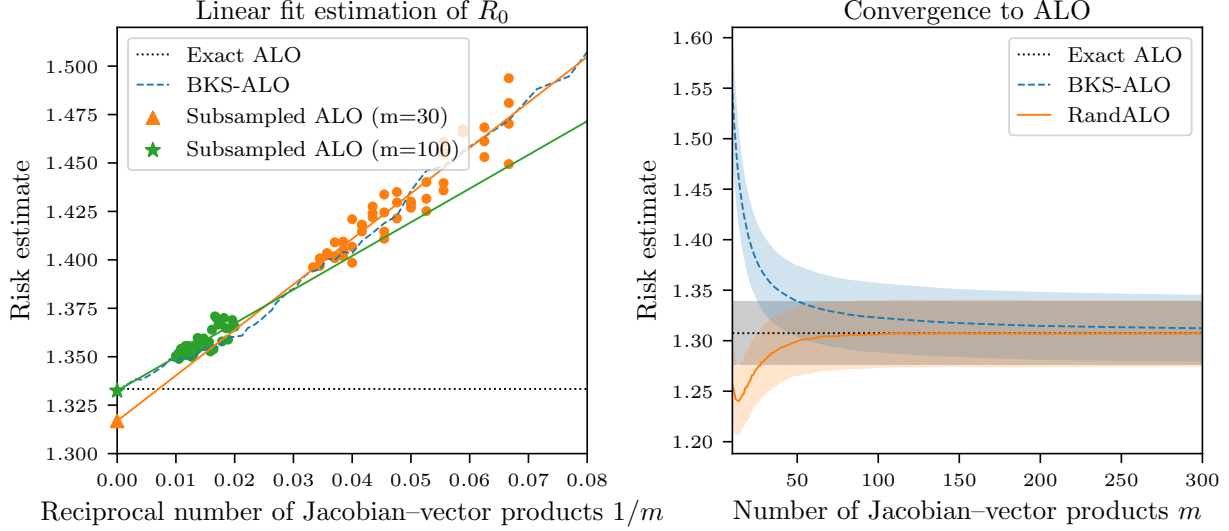 Linear fit estimation of R₀
Exact ALO
BKS-ALO
Subsampled ALO (m=30)
Subsampled ALO (m=100)
Risk estimate
1.500
1.475
1.450
1.425
1.400
1.375
1.350
1.325
1.300
0.00 0.01 0.02 0.03 0.04 0.05 0.06 0.07 0.08
Reciprocal number of Jacobian–vector products 1/m
Convergence to ALO
Exact ALO
BKS-ALO
RandALO
Risk estimate
1.60
1.55
1.50
1.45
1.40
1.35
1.30
1.25
1.20
50 100 150 200 250 300
Number of Jacobian–vector products m